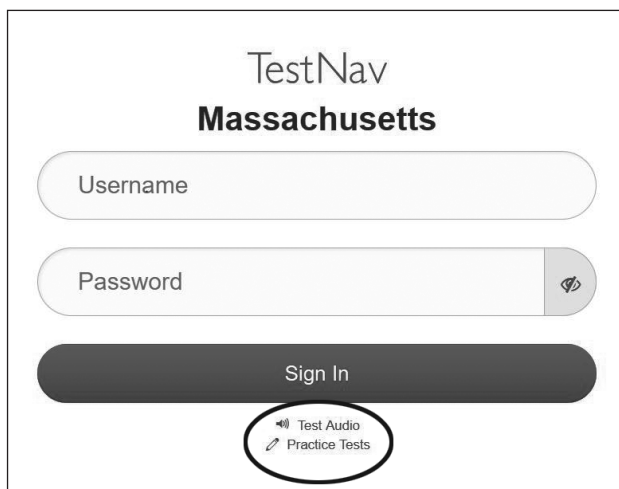 TestNav
Massachusetts
Username
Password
Sign In
Test Audio
Practice Tests